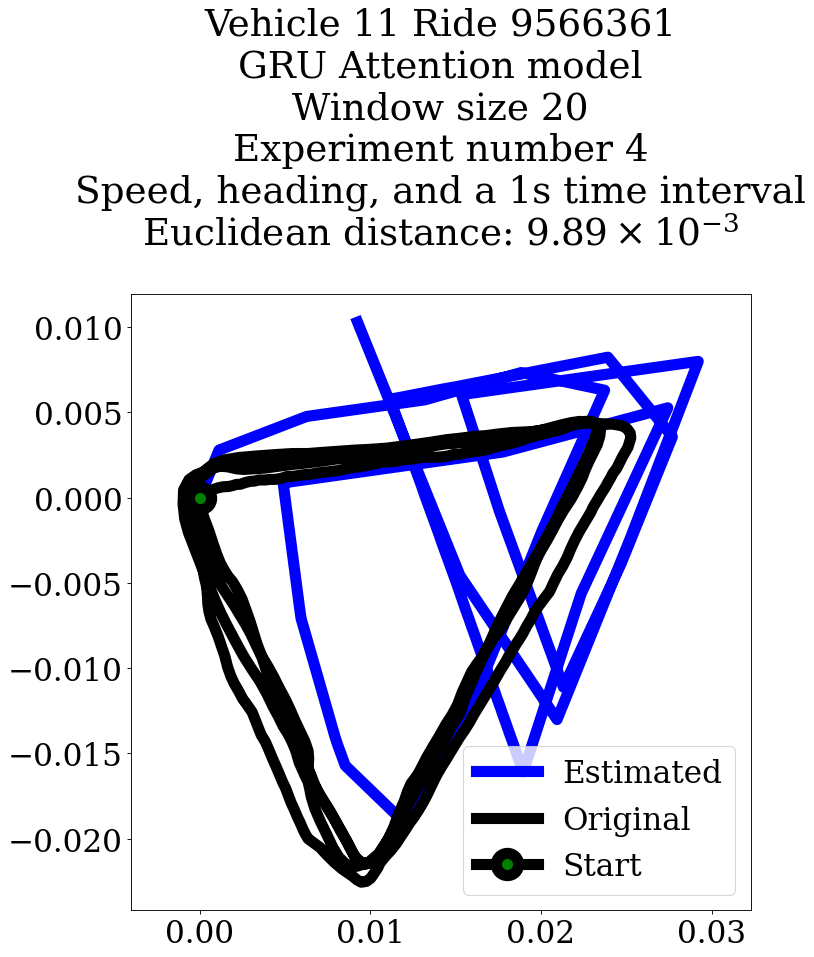 Vehicle 11 Ride 9566361
GRU Attention model
Window size 20
Experiment number 4
Speed, heading, and a 1s time interval
Euclidean distance: 9.89 × 10⁻³
0.010
0.005
0.000
−0.005
−0.010
−0.015
−0.020
Estimated
Original
Start
0.00 0.01 0.02 0.03